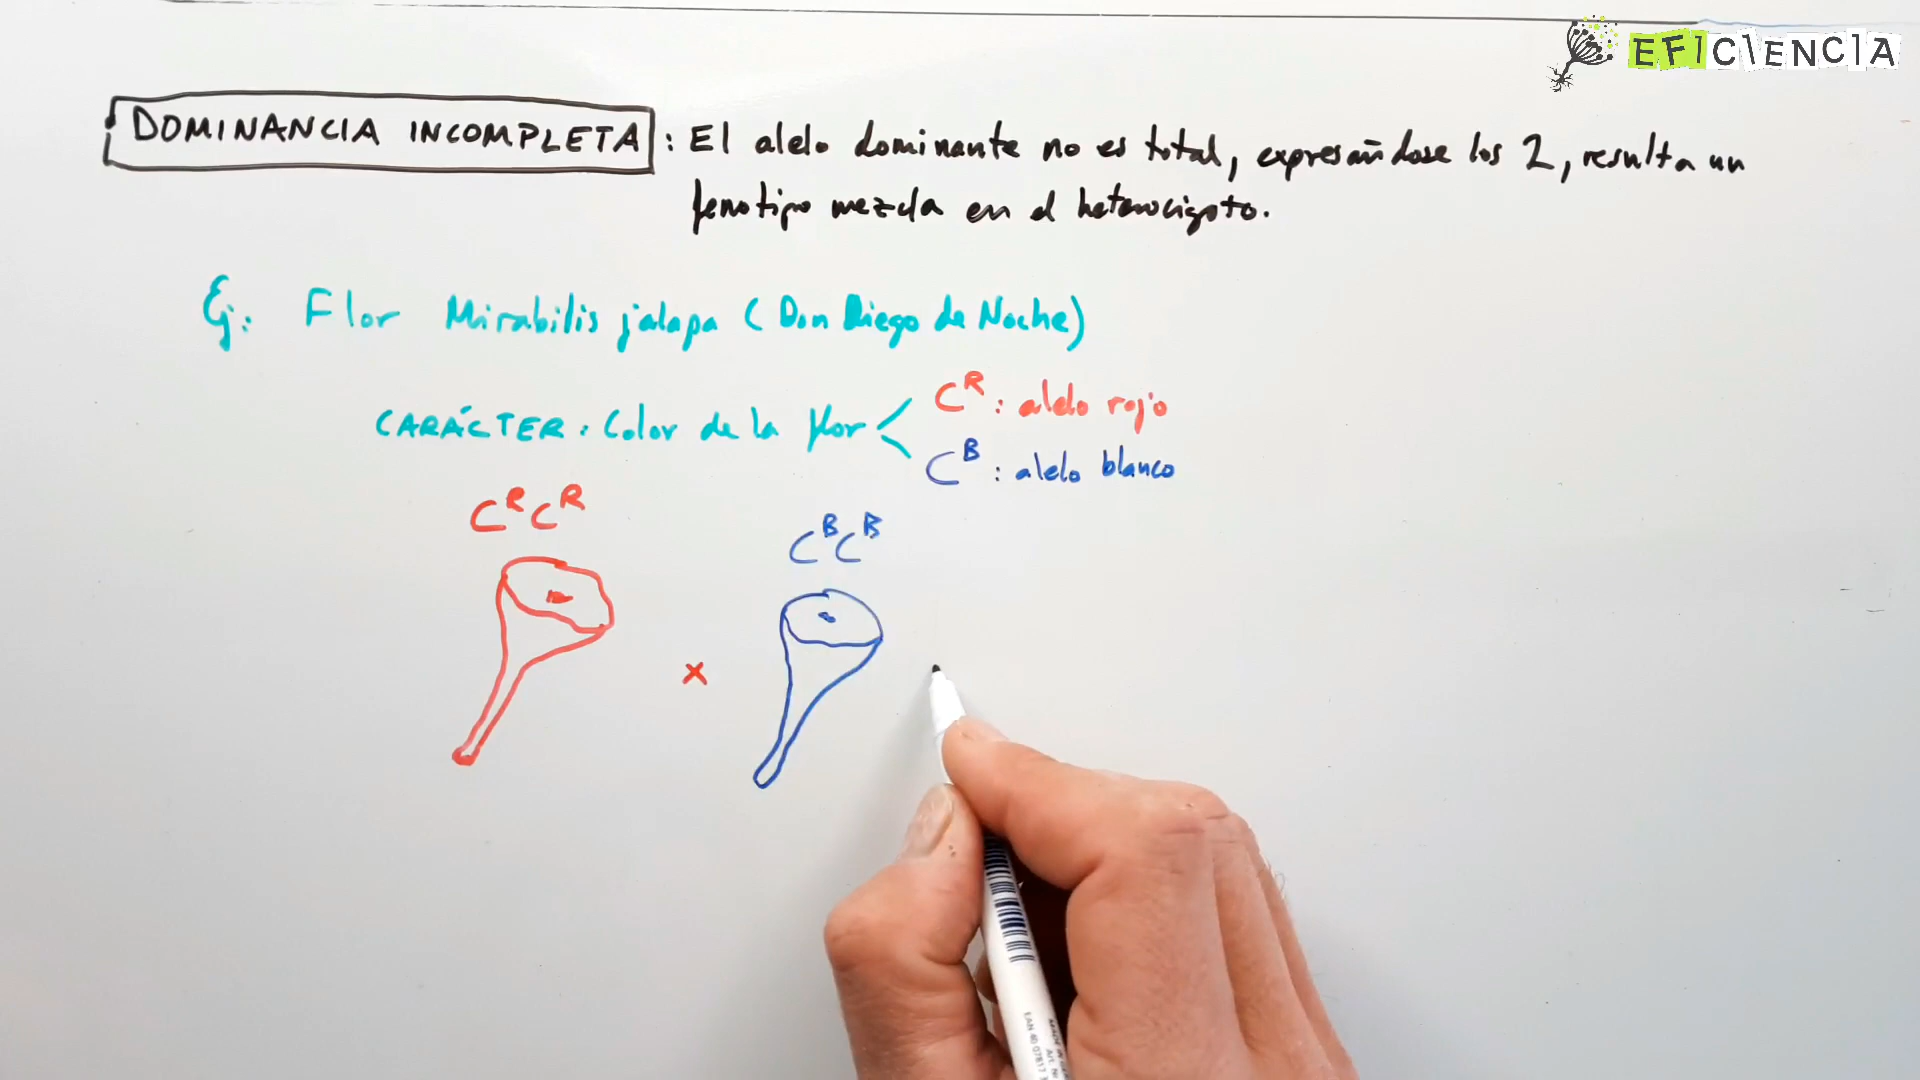 EFICIENCIA
DOMINANCIA INCOMPLETA: El alelo dominante no es total, expresándose los 2, resulta un
fenotipo mezcla en el heterocigoto.
Ej: Flor Mirabilis jalapa (Don Diego de Noche)
CARÁCTER: Color de la flor
C^R: alelo rojo
C^B: alelo blanco
C^R C^R
C^B C^B
x